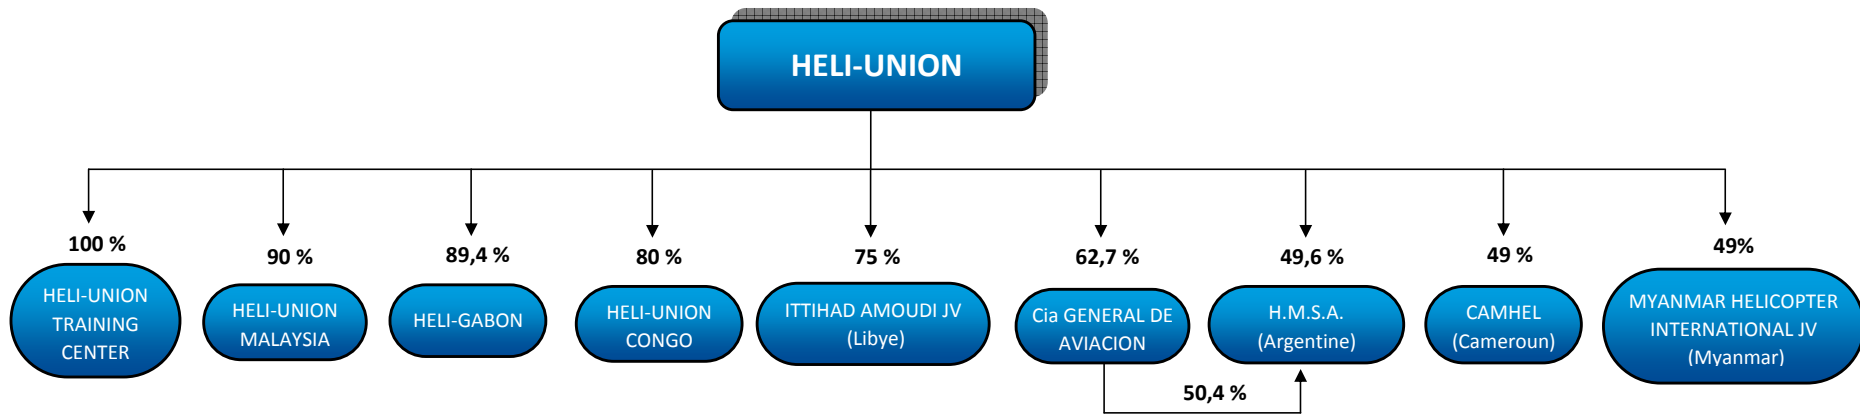 HELI-UNION
100 %
HELI-UNION
TRAINING
CENTER
90 %
HELI-UNION
MALAYSIA
89,4 %
HELI-GABON
80 %
HELI-UNION
CONGO
75 %
ITTIHAD AMOUDI JV
(Libye)
62,7 %
Cia GENERAL DE
AVIACION
49,6 %
H.M.S.A.
(Argentine)
49 %
CAMHEL
(Cameroun)
49%
MYANMAR HELICOPTER
INTERNATIONAL JV
(Myanmar)
50,4 %